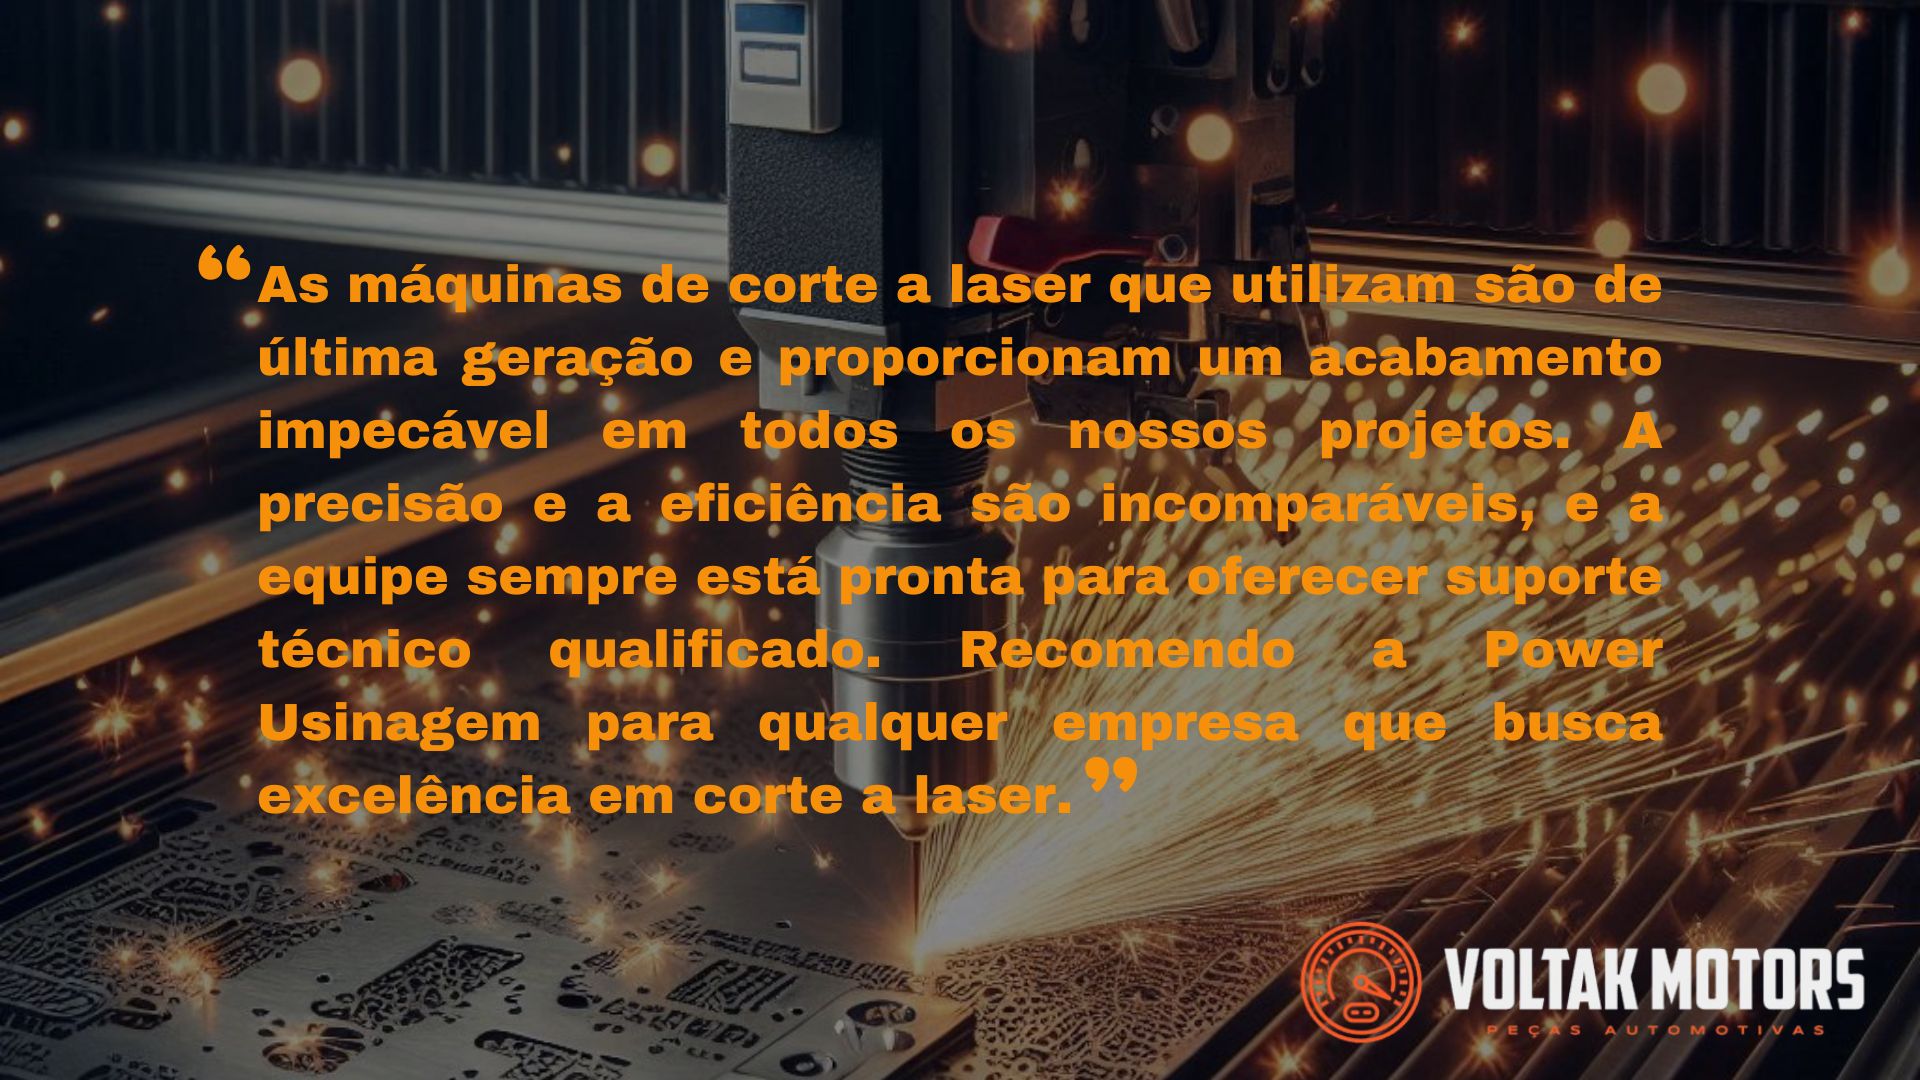 “As máquinas de corte a laser que utilizam são de
última geração e proporcionam um acabamento
impecável em todos os nossos projetos. A
precisão e a eficiência são incomparáveis, e a
equipe sempre está pronta para oferecer suporte
técnico qualificado. Recomendo a Power
Usinagem para qualquer empresa que busca
excelência em corte a laser.”
VOLTAK MOTORS
PEÇAS AUTOMOTIVAS